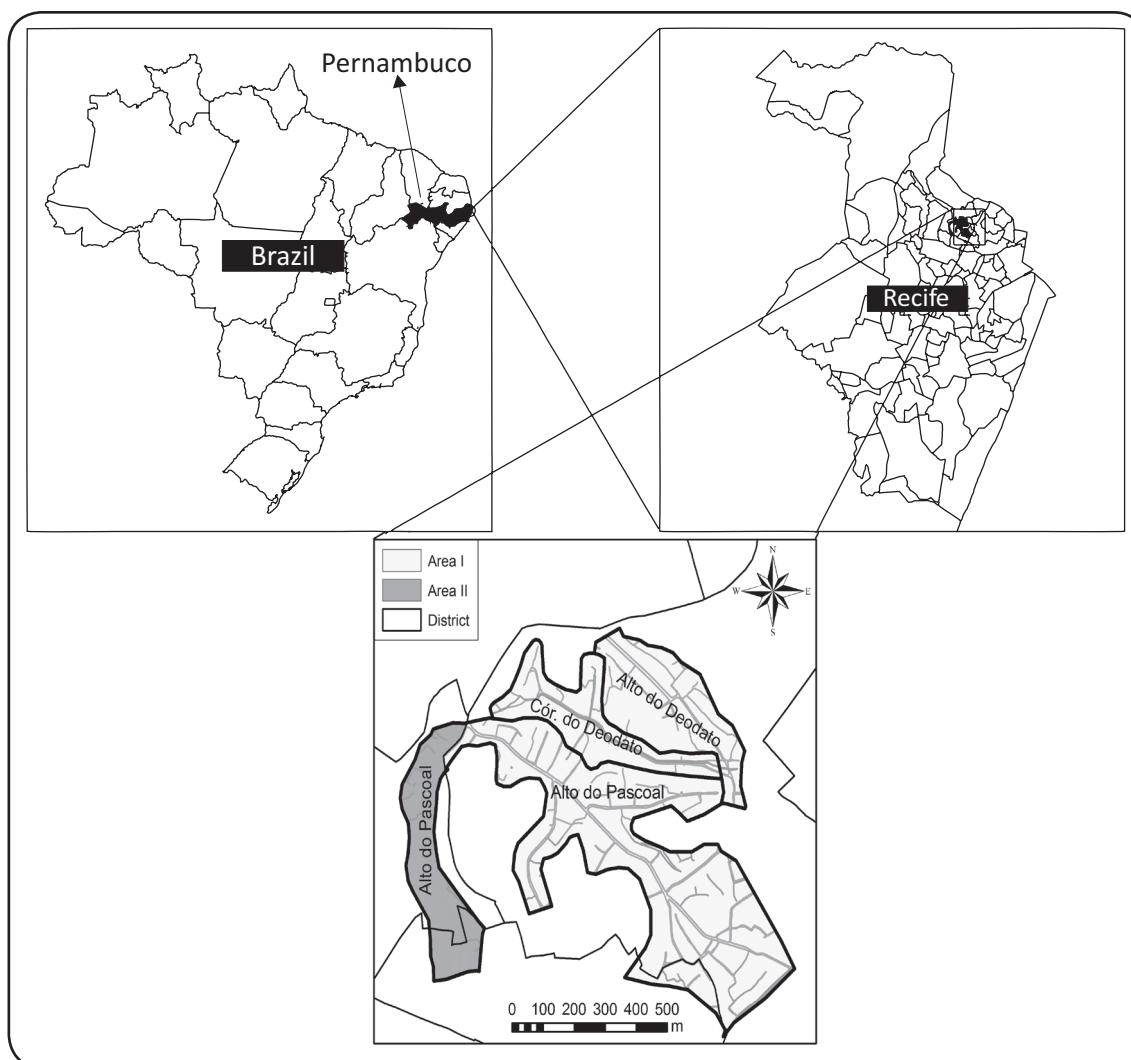 Pernambuco
Brazil
Recife
Area I
Area II
District
N
W
E
S
Alto do Deodato
Cór. do Deodato
Alto do Pascoal
Alto do Pascoal
0 100 200 300 400 500
m